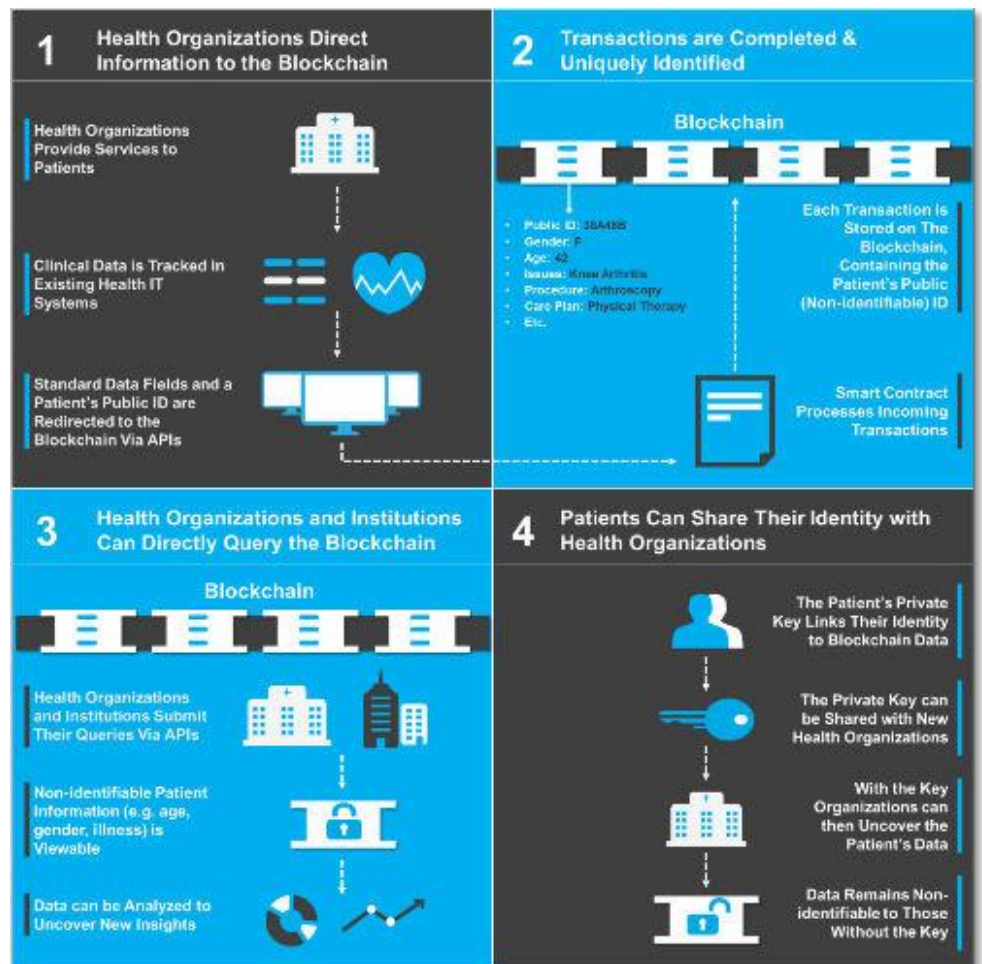 1
Health Organizations Direct
Information to the Blockchain
Health Organizations
Provide Services to
Patients
Clinical Data is Tracked in
Existing Health IT
Systems
Standard Data Fields and a
Patient's Public ID are
Redirected to the
Blockchain Via APIs
2
Transactions are Completed &
Uniquely Identified
Blockchain
• Public ID:
• Gender: F
• Age: 42
• Issues: Knee Arthritis
• Procedure: Arthroscopy
• Care Plan: Physical Therapy
• Etc.
Each Transaction is
Stored on The
Blockchain,
Containing the
Patient's Public
(Non-identifiable) ID
Smart Contract
Processes Incoming
Transactions
3
Health Organizations and Institutions
Can Directly Query the Blockchain
Blockchain
Health Organizations
and Institutions Submit
Their Queries Via APIs
Non-identifiable Patient
Information (e.g. age,
gender, illness) is
Viewable
Data can be Analyzed to
Uncover New Insights
4
Patients Can Share Their Identity with
Health Organizations
The Patient's Private
Key Links Their Identity
to Blockchain Data
The Private Key can
be Shared with New
Health Organizations
With the Key
Organizations can
then Uncover the
Patient's Data
Data Remains Non-
identifiable to Those
Without the Key